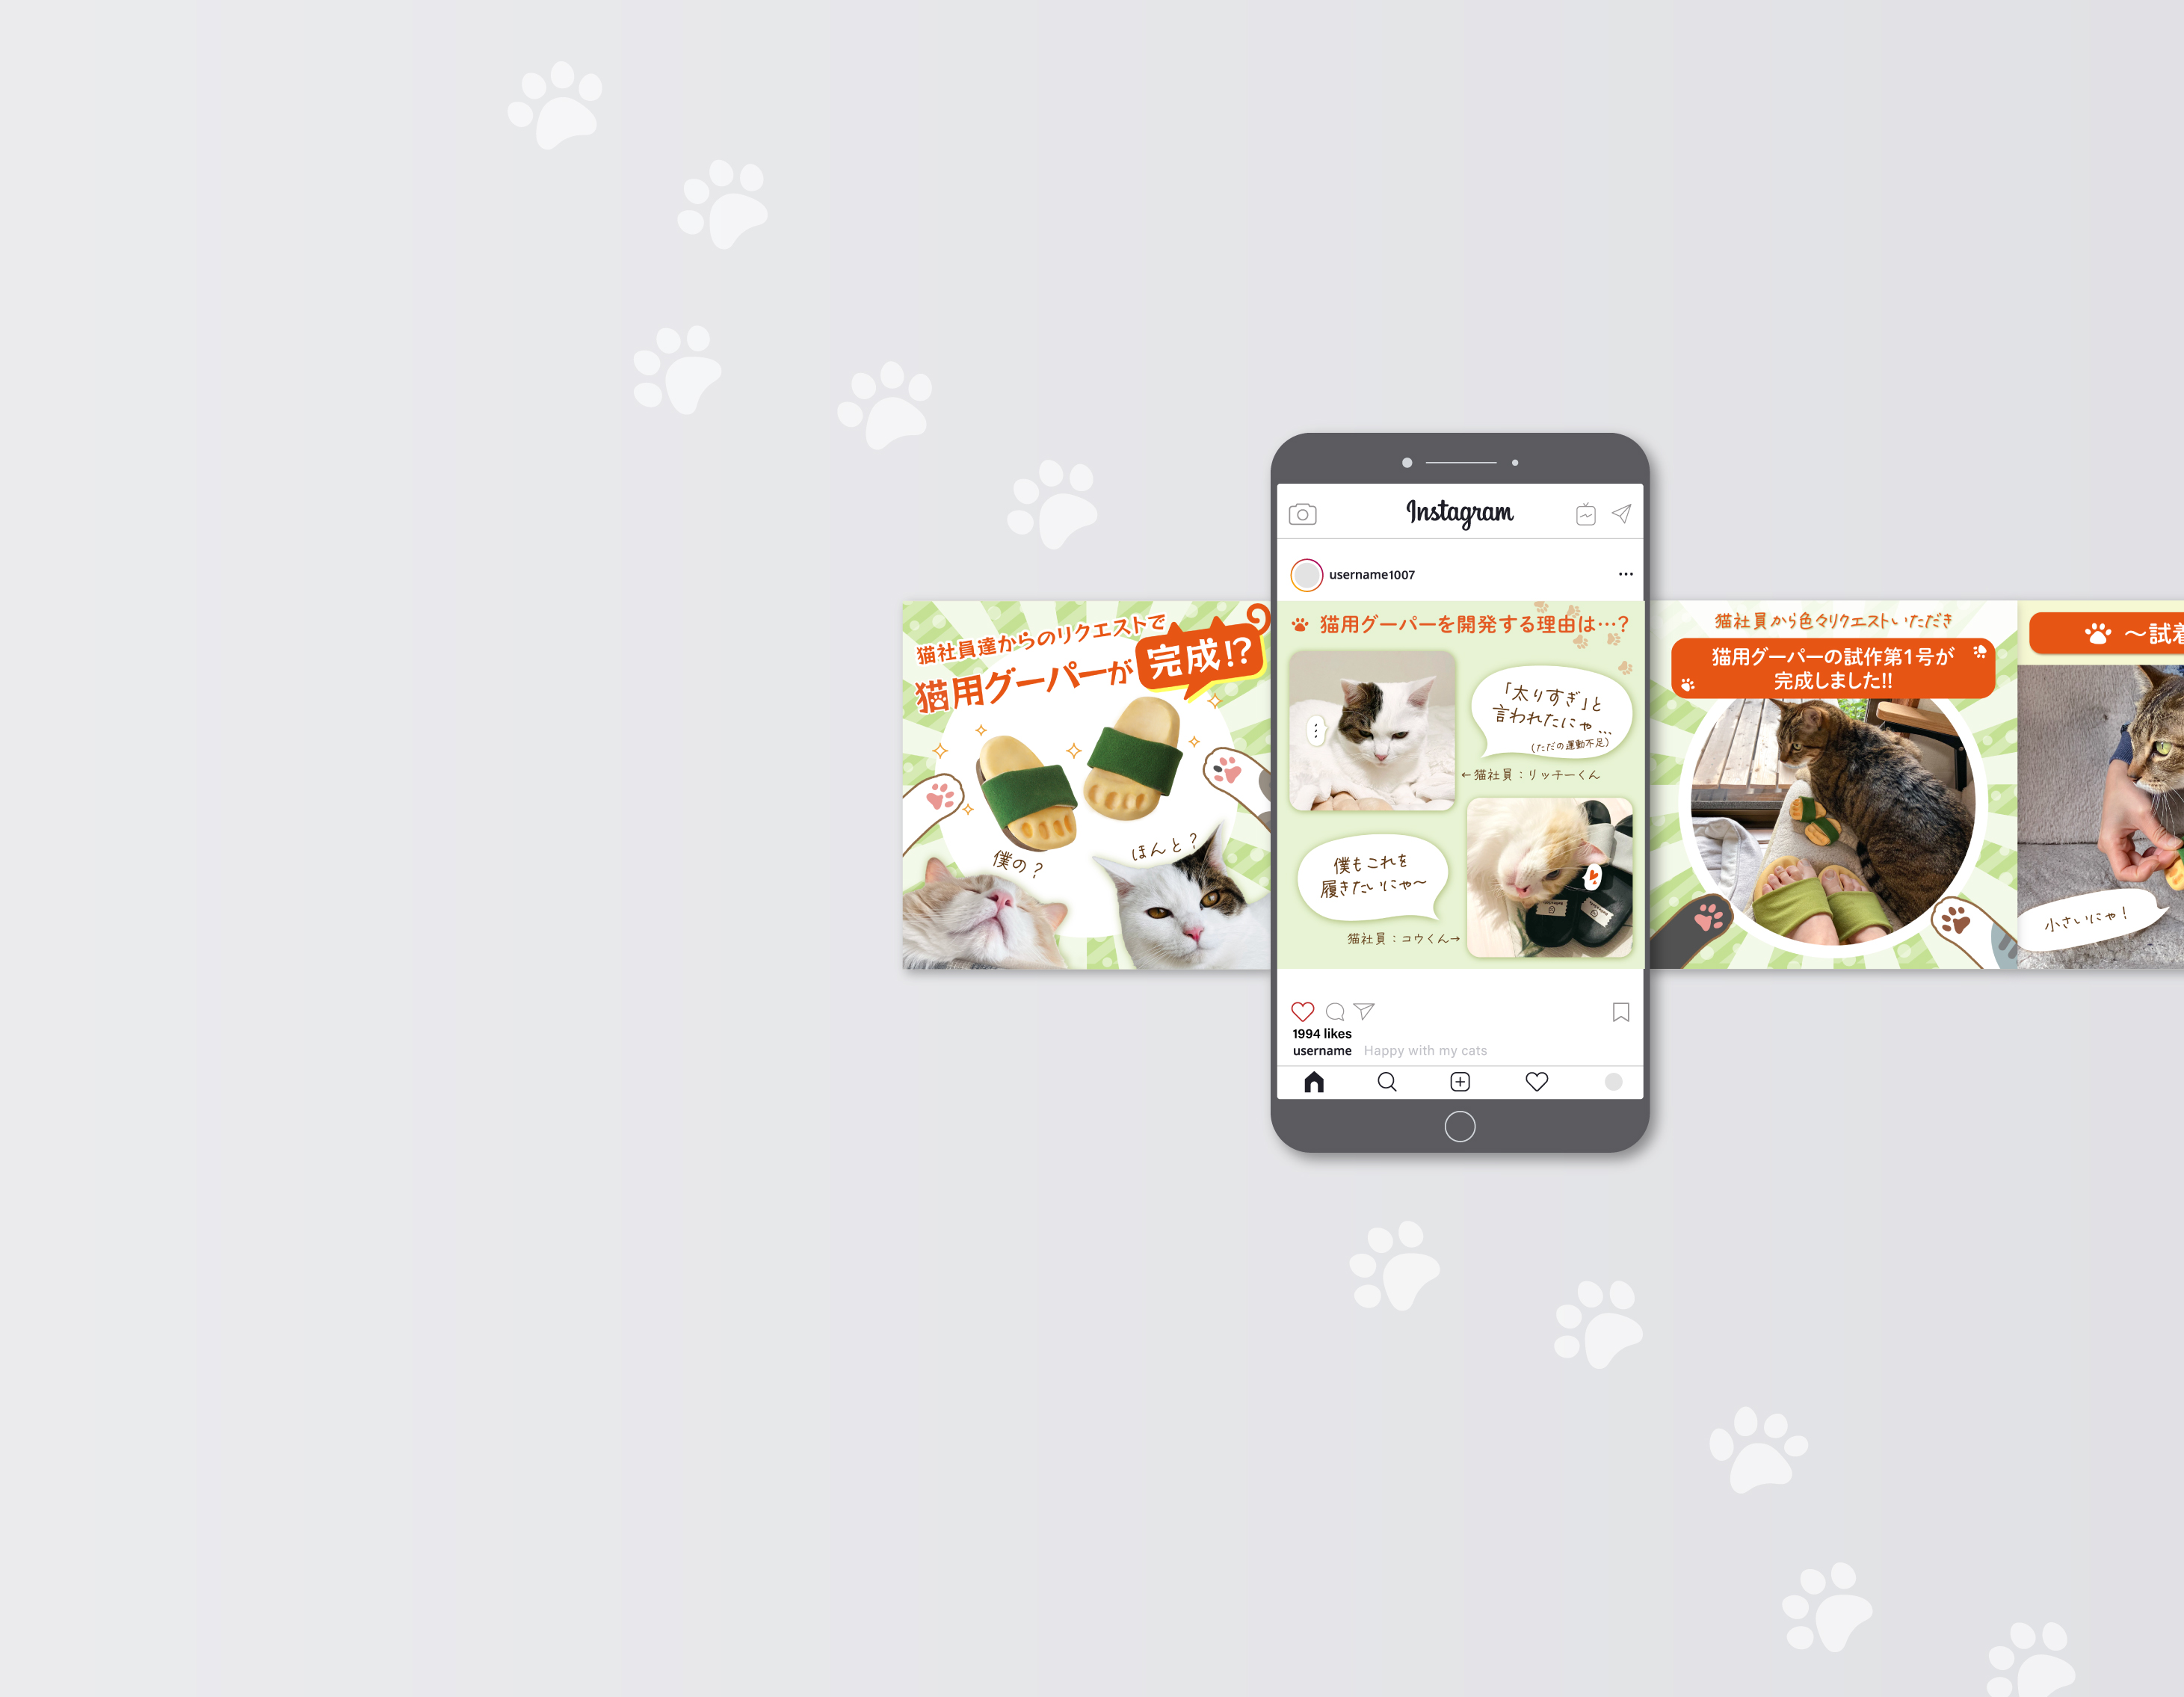 猫社員達からのリクエストで
猫用グーパーが完成!?
僕の?
ほんと?
Instagram
username1007
猫用グーパーを開発する理由は…?
「太りすぎ」と
言われたにゃ…
(ただの運動不足)
←猫社員:リッチーくん
僕もこれを
履きたいにゃ〜
猫社員:コウくん→
1994 likes
username Happy with my cats
猫社員から色々リクエストいただき
猫用グーパーの試作第1号が
完成しました!!
〜試着
小さいにゃ!